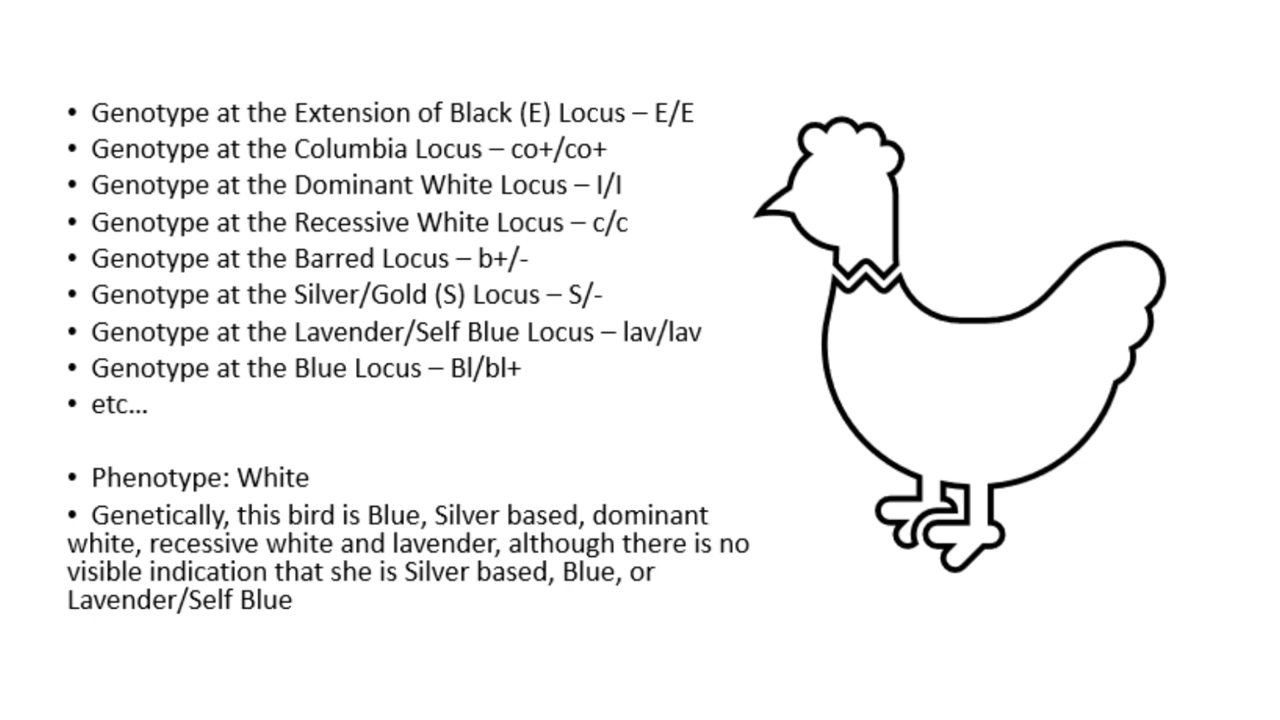 • Genotype at the Extension of Black (E) Locus – E/E
• Genotype at the Columbia Locus – co+/co+
• Genotype at the Dominant White Locus – I/I
• Genotype at the Recessive White Locus – c/c
• Genotype at the Barred Locus – b+/-
• Genotype at the Silver/Gold (S) Locus – S/-
• Genotype at the Lavender/Self Blue Locus – lav/lav
• Genotype at the Blue Locus – Bl/bl+
• etc...
• Phenotype: White
• Genetically, this bird is Blue, Silver based, dominant
white, recessive white and lavender, although there is no
visible indication that she is Silver based, Blue, or
Lavender/Self Blue